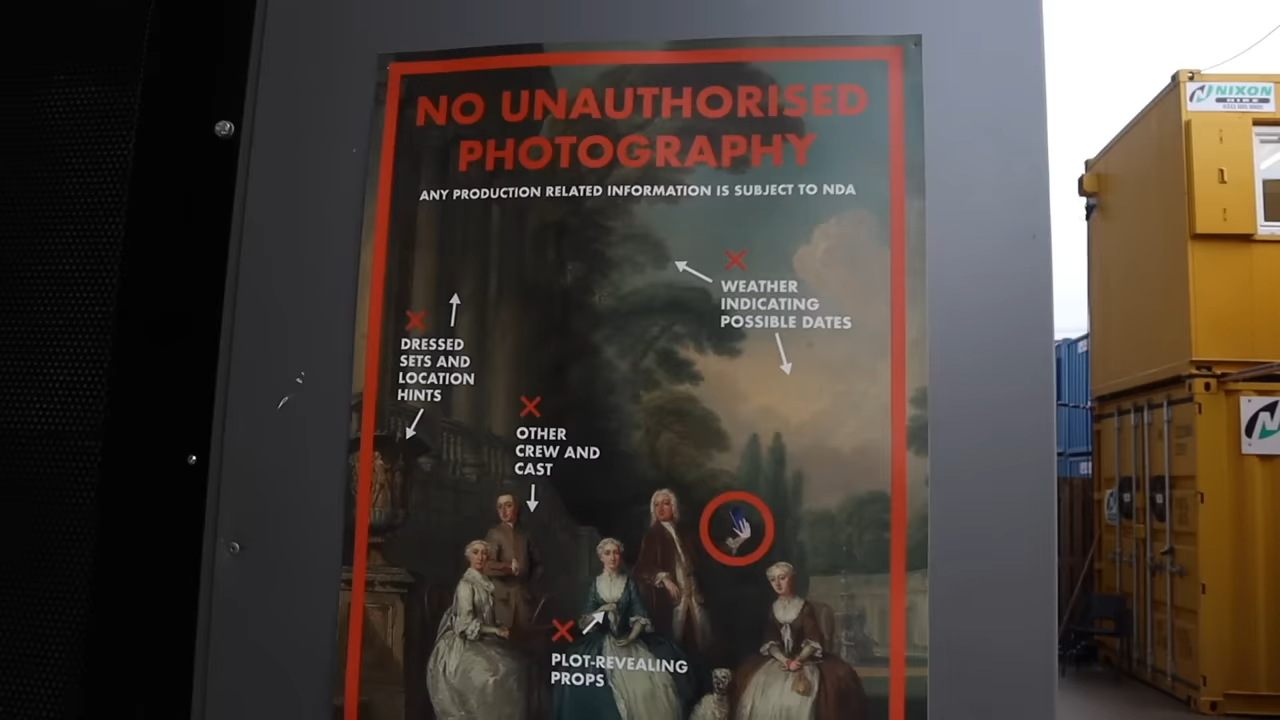 NO UNAUTHORISED
PHOTOGRAPHY
ANY PRODUCTION RELATED INFORMATION IS SUBJECT TO NDA
WEATHER
INDICATING
POSSIBLE DATES
DRESSED
SETS AND
LOCATION
HINTS
OTHER
CREW AND
CAST
PLOT-REVEALING
PROPS
NIXON
HIRE